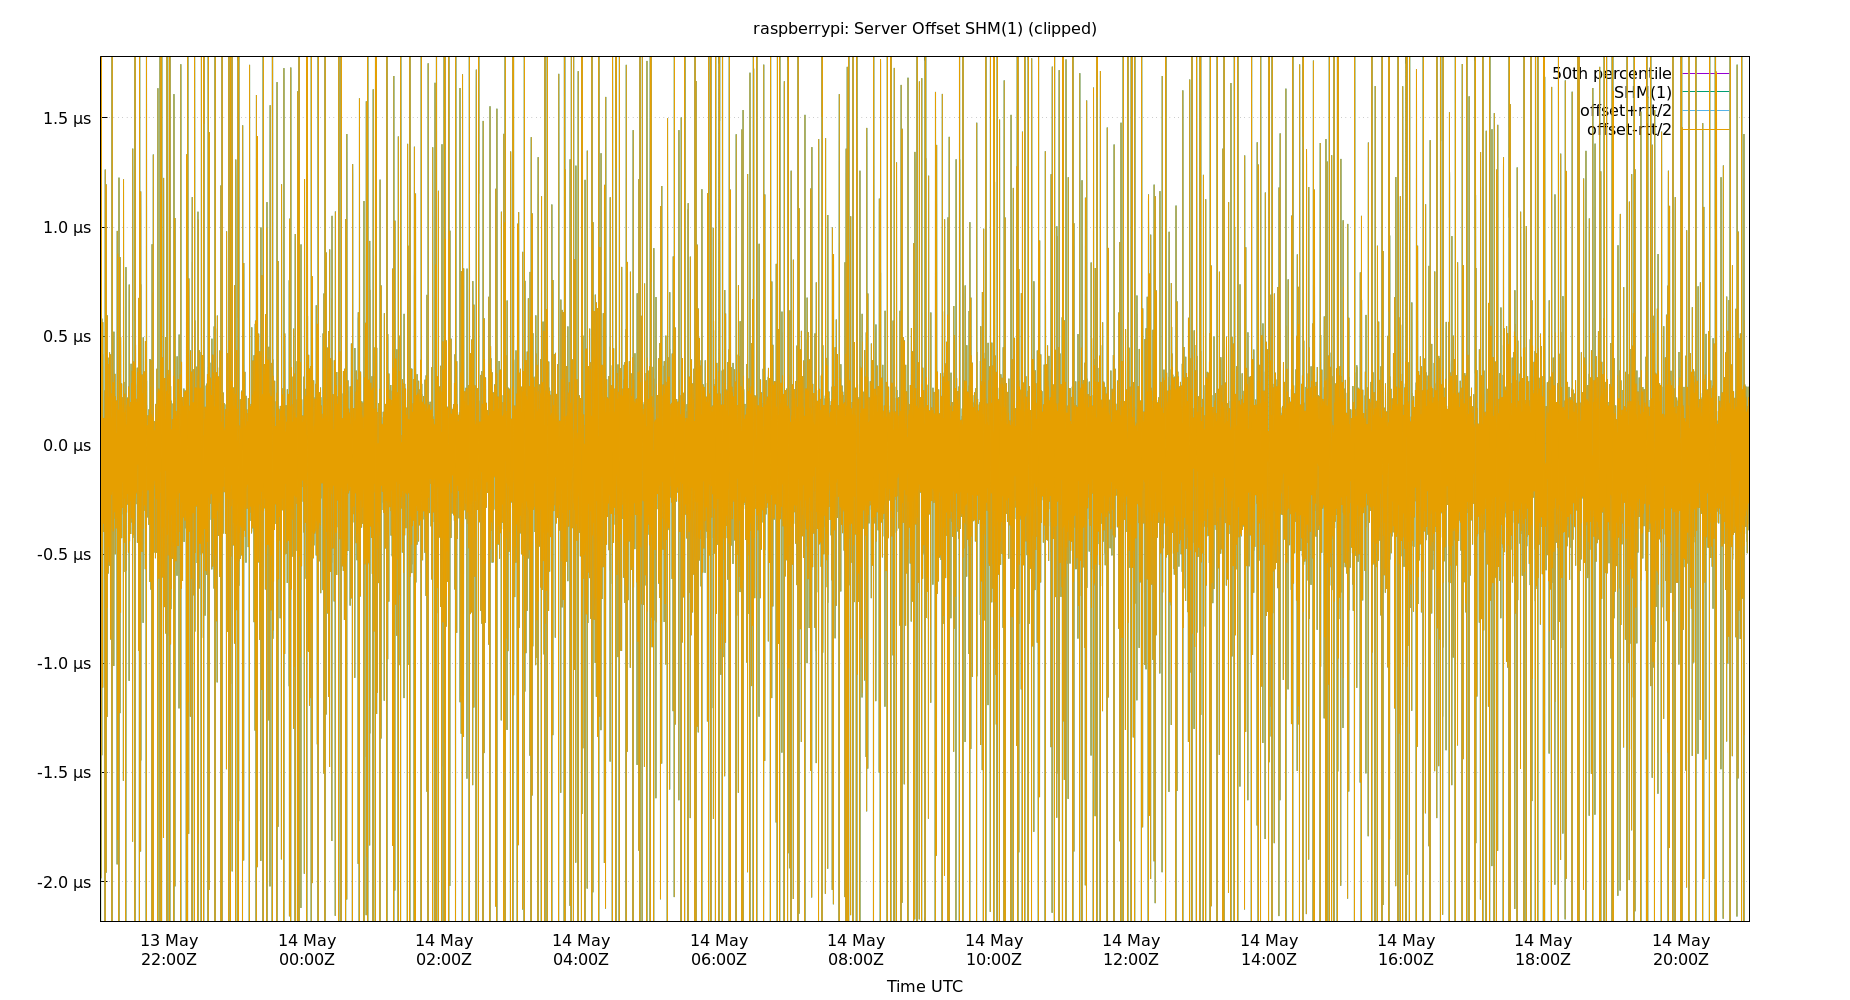 raspberrypi: Server Offset SHM(1) (clipped)
50th percentile
SHM(1)
offset+rtt/2
offset-rtt/2
1.5 µs
1.0 µs
0.5 µs
0.0 µs
-0.5 µs
-1.0 µs
-1.5 µs
-2.0 µs
13 May 14 May 14 May 14 May 14 May 14 May 14 May 14 May 14 May 14 May 14 May 14 May
22:00Z 00:00Z 02:00Z 04:00Z 06:00Z 08:00Z 10:00Z 12:00Z 14:00Z 16:00Z 18:00Z 20:00Z
Time UTC